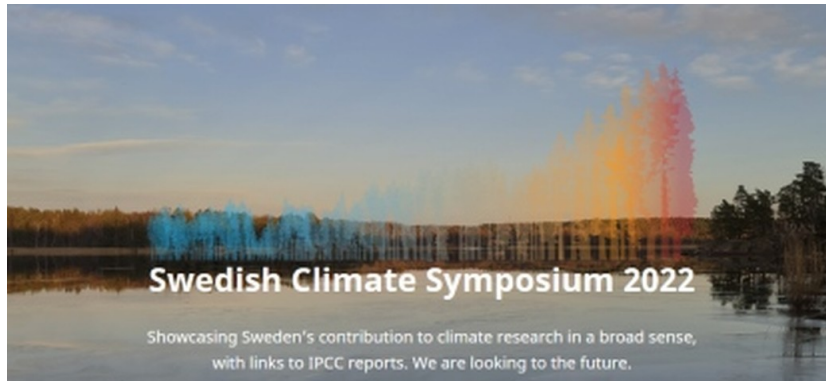 Swedish Climate Symposium 2022
Showcasing Sweden's contribution to climate research in a broad sense,
with links to IPCC reports. We are looking to the future.